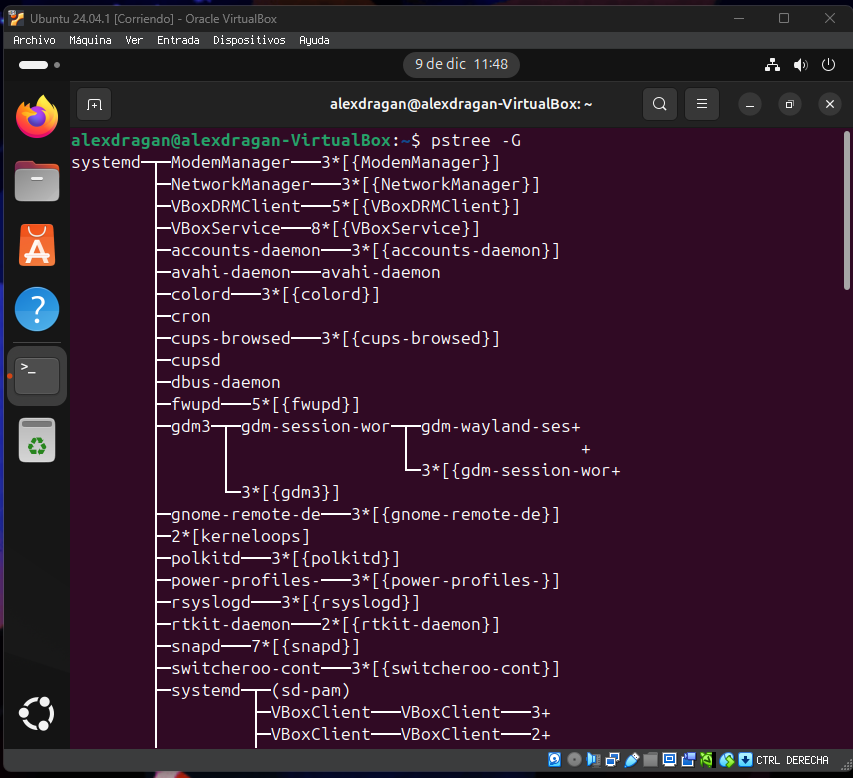 Ubuntu 24.04.1 [Corriendo] - Oracle VirtualBox
Archivo Máquina Ver Entrada Dispositivos Ayuda
9 de dic 11:48
alexdragan@alexdragan-VirtualBox: ~
alexdragan@alexdragan-VirtualBox:~$ pstree -G
systemd─┬─ModemManager───3*[{ModemManager}]
├─NetworkManager───3*[{NetworkManager}]
├─VBoxDRMClient───5*[{VBoxDRMClient}]
├─VBoxService───8*[{VBoxService}]
├─accounts-daemon───3*[{accounts-daemon}]
├─avahi-daemon───avahi-daemon
├─colord───3*[{colord}]
├─cron
├─cups-browsed───3*[{cups-browsed}]
├─cupsd
├─dbus-daemon
├─fwupd───5*[{fwupd}]
├─gdm3─┬─gdm-session-wor─┬─gdm-wayland-ses+
+
└─3*[{gdm-session-wor+
└─3*[{gdm3}]
├─gnome-remote-de───3*[{gnome-remote-de}]
├─2*[kerneloops]
├─polkitd───3*[{polkitd}]
├─power-profiles-───3*[{power-profiles-}]
├─rsyslogd───3*[{rsyslogd}]
├─rtkit-daemon───2*[{rtkit-daemon}]
├─snapd───7*[{snapd}]
├─switcheroo-cont───3*[{switcheroo-cont}]
├─systemd─┬─(sd-pam)
├─VBoxClient───VBoxClient───3+
├─VBoxClient───VBoxClient───2+
CTRL DERECHA